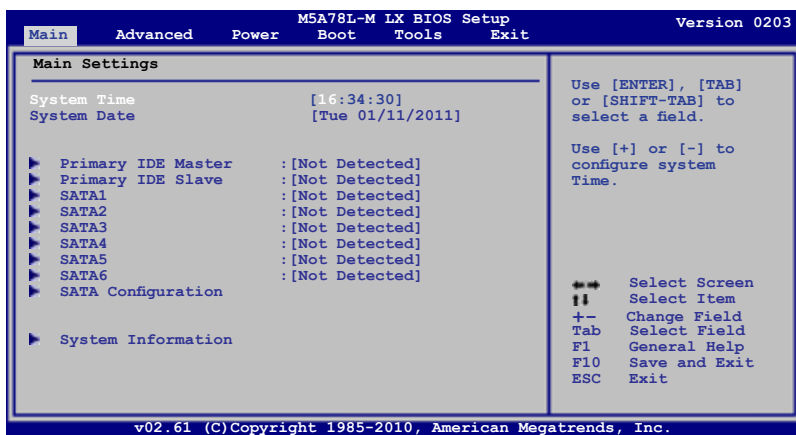 M5A78L-M LX BIOS Setup Version 0203
Main Advanced Power Boot Tools Exit
Main Settings
System Time [16:34:30]
System Date [Tue 01/11/2011]
Primary IDE Master :[Not Detected]
Primary IDE Slave :[Not Detected]
SATA1 :[Not Detected]
SATA2 :[Not Detected]
SATA3 :[Not Detected]
SATA4 :[Not Detected]
SATA5 :[Not Detected]
SATA6 :[Not Detected]
SATA Configuration
System Information
Use [ENTER], [TAB]
or [SHIFT-TAB] to
select a field.
Use [+] or [-] to
configure system
Time.
←→ Select Screen
↑↓ Select Item
+- Change Field
Tab Select Field
F1 General Help
F10 Save and Exit
ESC Exit
v02.61 (C)Copyright 1985-2010, American Megatrends, Inc.